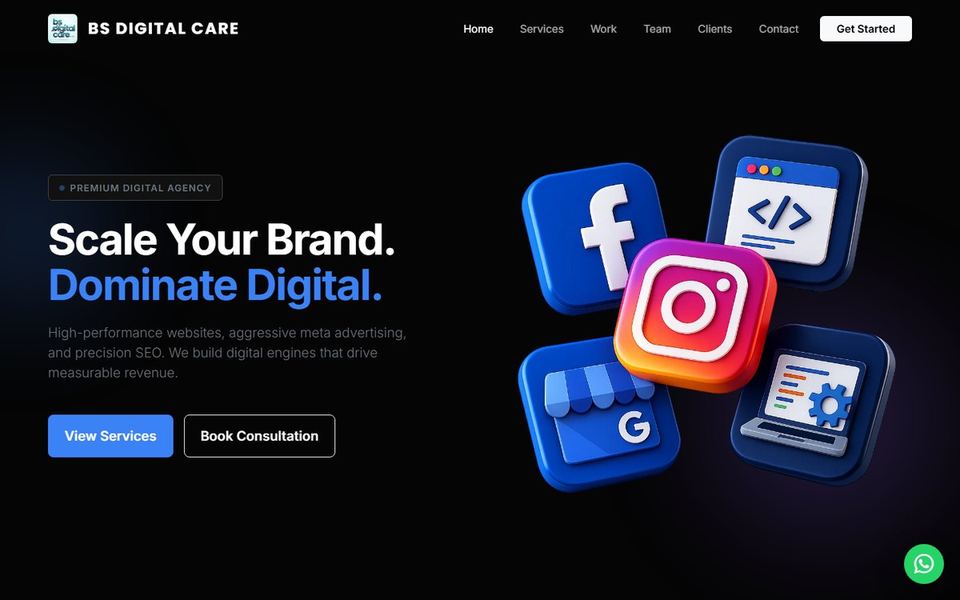 bs
digital
care
BS DIGITAL CARE
Home
Services
Work
Team
Clients
Contact
Get Started
PREMIUM DIGITAL AGENCY
Scale Your Brand.
Dominate Digital.
High-performance websites, aggressive meta advertising,
and precision SEO. We build digital engines that drive
measurable revenue.
View Services
Book Consultation
f
</>
G